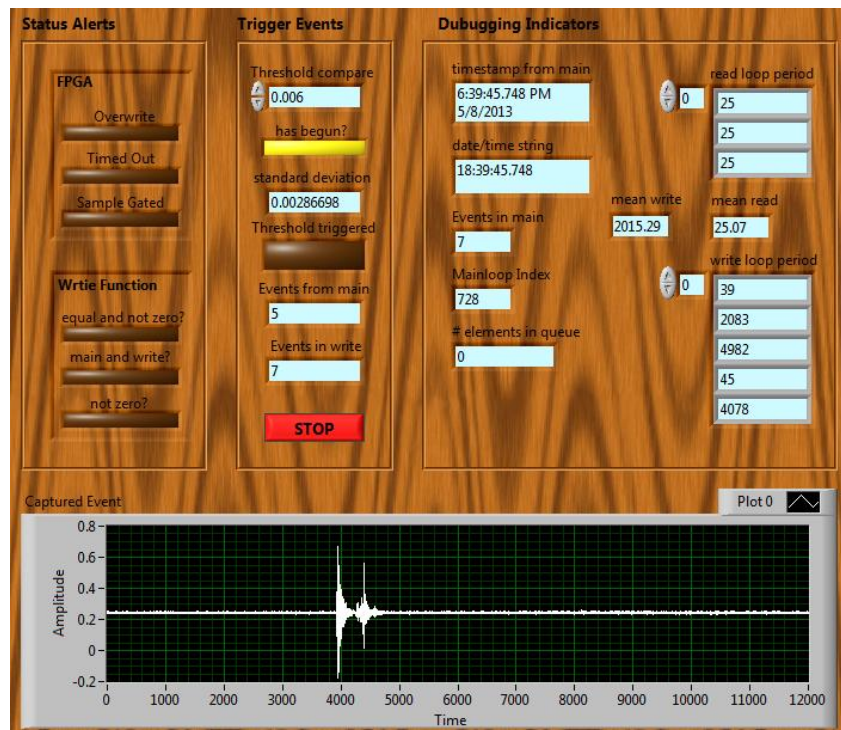 Status Alerts
FPGA
Overwrite
Timed Out
Sample Gated
Wrtie Function
equal and not zero?
main and write?
not zero?
Trigger Events
Threshold compare
0.006
has begun?
standard deviation
0.00286698
Threshold triggered
Events from main
5
Events in write
7
STOP
Dubugging Indicators
timestamp from main
6:39:45.748 PM
5/8/2013
date/time string
18:39:45.748
Events in main
7
Mainloop Index
728
# elements in queue
0
mean write
2015.29
read loop period
0
25
25
25
mean read
25.07
write loop period
0
39
2083
4982
45
4078
Captured Event
Plot 0
Amplitude
0.8
0.6
0.4
0.2
0
-0.2
0 1000 2000 3000 4000 5000 6000 7000 8000 9000 10000 11000 12000
Time